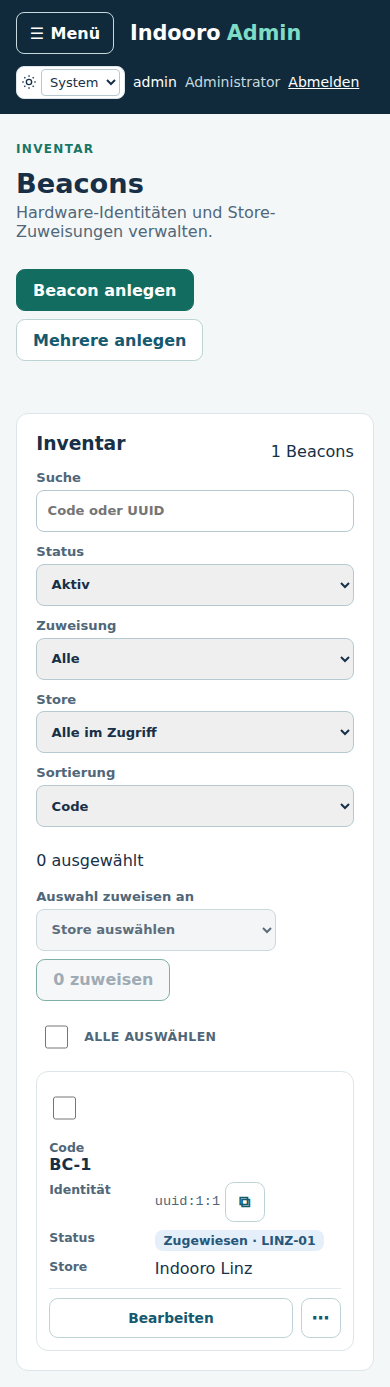 ☰ Menü
Indooro Admin
System
admin Administrator Abmelden
INVENTAR
Beacons
Hardware-Identitäten und Store-
Zuweisungen verwalten.
Beacon anlegen
Mehrere anlegen
Inventar
1 Beacons
Suche
Code oder UUID
Status
Aktiv
Zuweisung
Alle
Store
Alle im Zugriff
Sortierung
Code
0 ausgewählt
Auswahl zuweisen an
Store auswählen
0 zuweisen
ALLE AUSWÄHLEN
Code
BC-1
Identität
uuid:1:1
Status
Zugewiesen · LINZ-01
Store
Indooro Linz
Bearbeiten
⋯